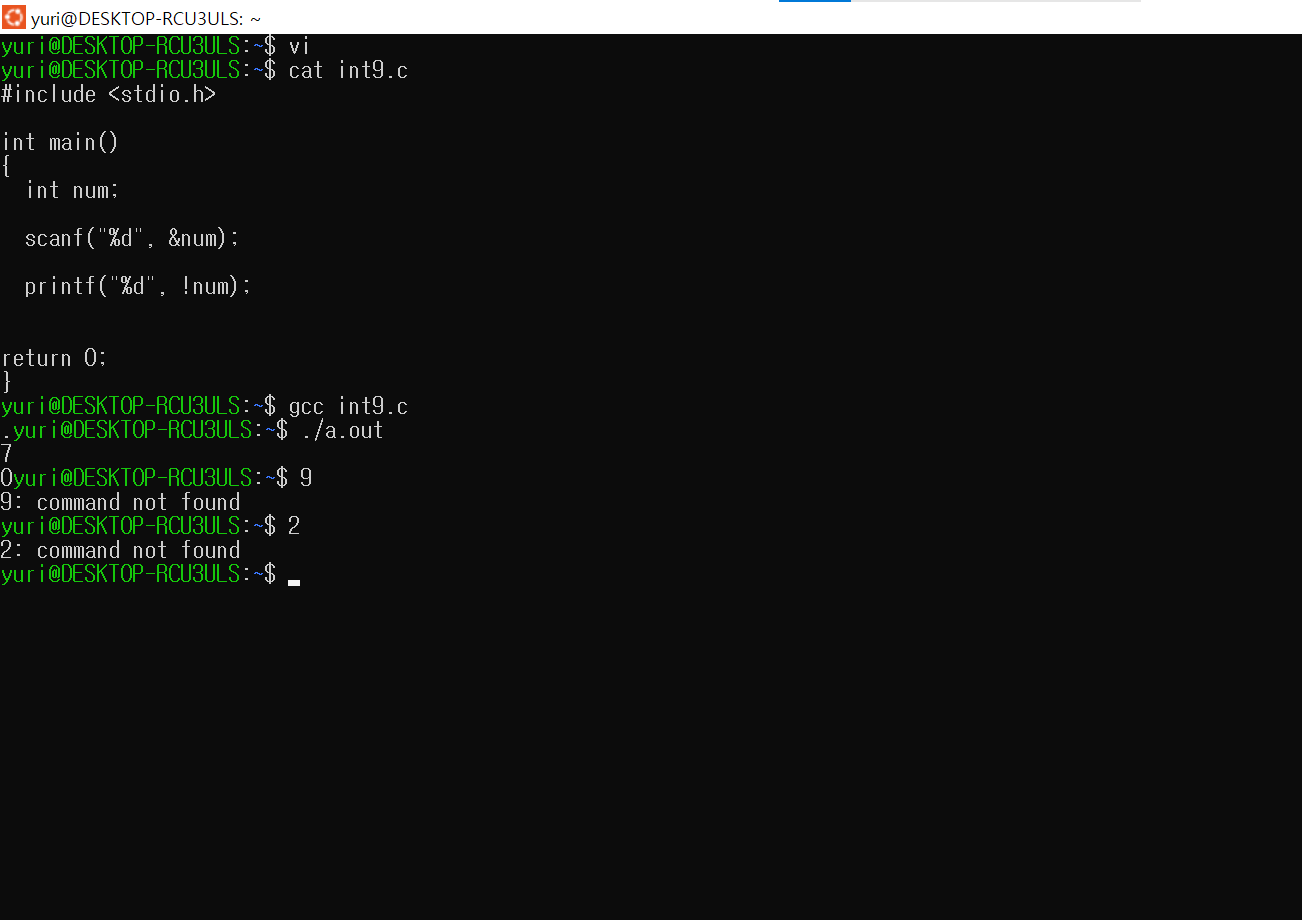 yuri@DESKTOP-RCU3ULS: ~
yuri@DESKTOP-RCU3ULS:~$ vi
yuri@DESKTOP-RCU3ULS:~$ cat int9.c
#include <stdio.h>
int main()
{
  int num;
  scanf("%d", &num);
  printf("%d", !num);
return 0;
}
yuri@DESKTOP-RCU3ULS:~$ gcc int9.c
.yuri@DESKTOP-RCU3ULS:~$ ./a.out
7
0yuri@DESKTOP-RCU3ULS:~$ 9
9: command not found
yuri@DESKTOP-RCU3ULS:~$ 2
2: command not found
yuri@DESKTOP-RCU3ULS:~$